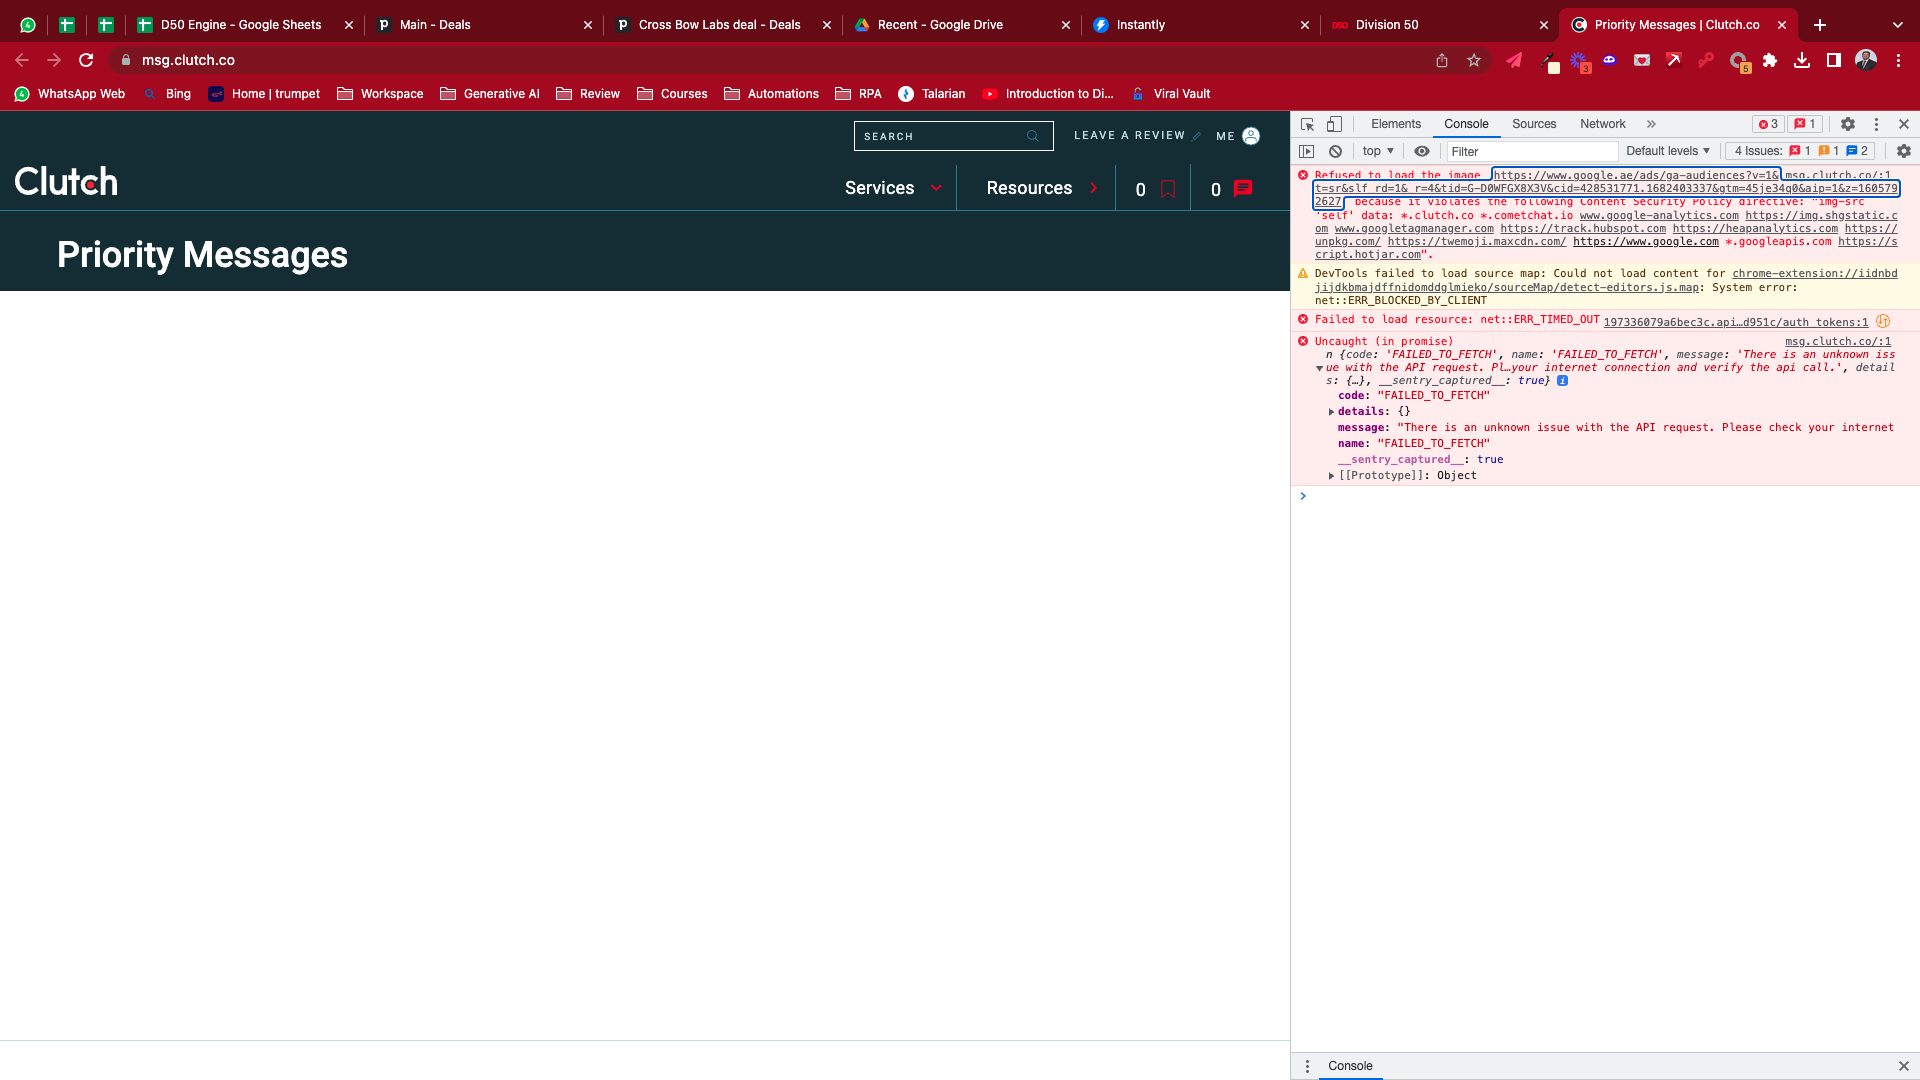 D50 Engine - Google Sheets
Main - Deals
Cross Bow Labs deal - Deals
Recent - Google Drive
Instantly
Division 50
Priority Messages | Clutch.co
msg.clutch.co
WhatsApp Web
Bing
Home | trumpet
Workspace
Generative AI
Review
Courses
Automations
RPA
Talarian
Introduction to Di...
Viral Vault
SEARCH
LEAVE A REVIEW
ME
Clutch
Services
Resources
0
0
Priority Messages
Elements
Console
Sources
Network
3
1
top
Filter
Default levels
4 Issues:
1
1
2
Refused to load the image https://www.google.ae/ads/ga-audiences?v=1& msg.clutch.co/:1
t=sr&slf_rd=1&_r=4&tid=G-D0WFGX8X3V&cid=428531771.1682403337&gtm=45je34q0&aip=1&z=160579
2627' because it violates the following Content Security Policy directive: "img-src
'self' data: *.clutch.co *.cometchat.io www.google-analytics.com https://img.shgstatic.c
om www.googletagmanager.com https://track.hubspot.com https://heapanalytics.com https://
unpkg.com/ https://twemoji.maxcdn.com/ https://www.google.com *.googleapis.com https://s
cript.hotjar.com".
DevTools failed to load source map: Could not load content for chrome-extension://iidnbd
jijdkbmajdffnidomddglmieko/sourceMap/detect-editors.js.map: System error:
net::ERR_BLOCKED_BY_CLIENT
Failed to load resource: net::ERR_TIMED_OUT 197336079a6bec3c.api…d951c/auth_tokens:1
Uncaught (in promise) msg.clutch.co/:1
n {code: 'FAILED_TO_FETCH', name: 'FAILED_TO_FETCH', message: 'There is an unknown iss
ue with the API request. Pl…your internet connection and verify the api call.', detail
s: {…}, __sentry_captured__: true}
code: "FAILED_TO_FETCH"
details: {}
message: "There is an unknown issue with the API request. Please check your internet
name: "FAILED_TO_FETCH"
__sentry_captured__: true
[[Prototype]]: Object
Console